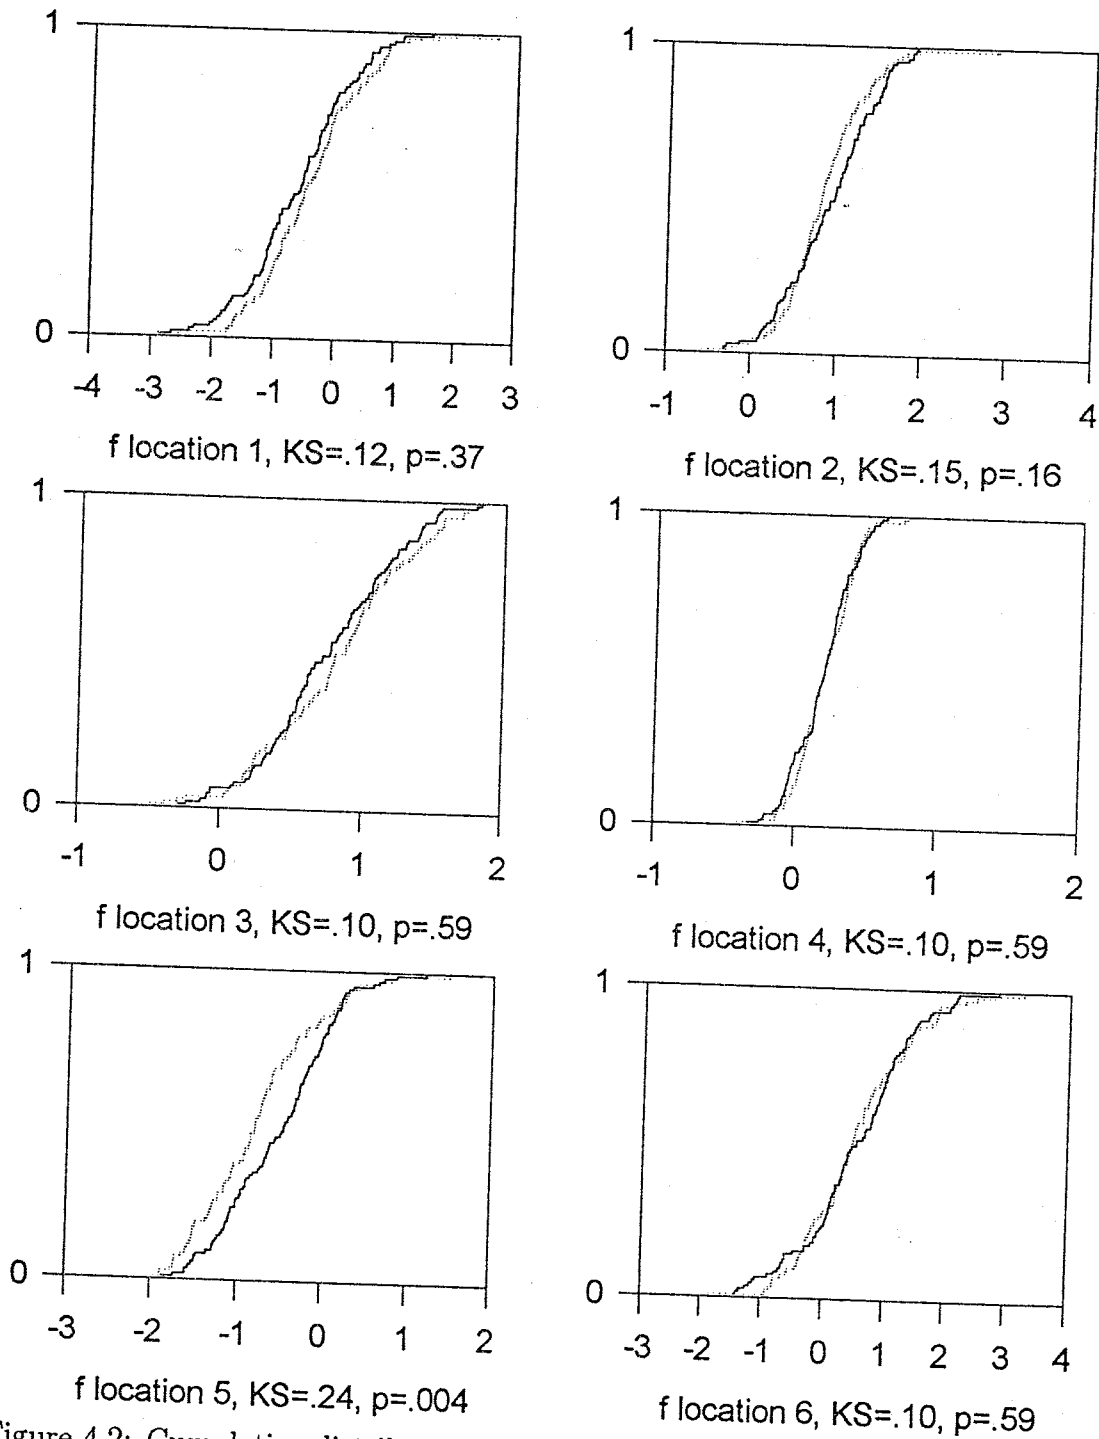 1
0
-4 -3 -2 -1 0 1 2 3
f location 1, KS=.12, p=.37
1
0
-1 0 1 2 3 4
f location 2, KS=.15, p=.16
1
0
-1 0 1 2
f location 3, KS=.10, p=.59
1
0
-1 0 1 2
f location 4, KS=.10, p=.59
1
0
-3 -2 -1 0 1 2
f location 5, KS=.24, p=.004
1
0
-3 -2 -1 0 1 2 3 4
f location 6, KS=.10, p=.59